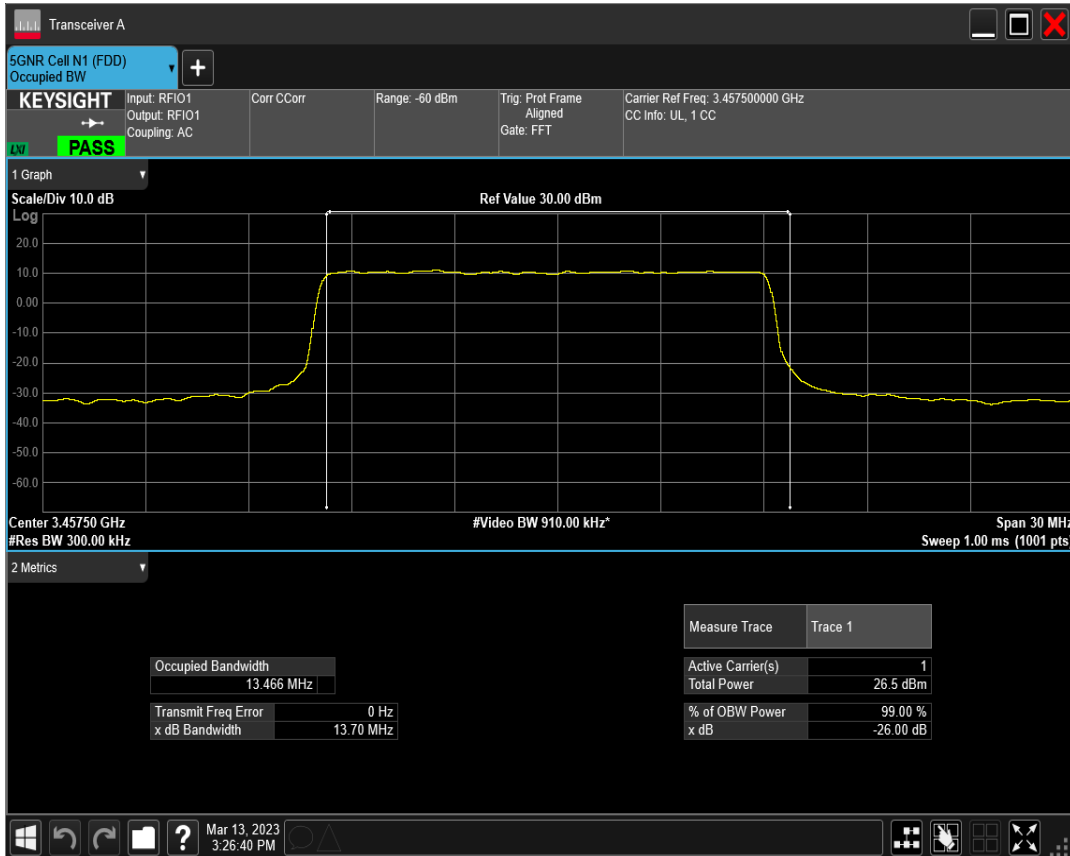 Transceiver A
5GNR Cell N1 (FDD)
Occupied BW
+
KEYSIGHT
LXI
PASS
Input: RFIO1
Output: RFIO1
Coupling: AC
Corr CCorr
Range: -60 dBm
Trig: Prot Frame
Aligned
Gate: FFT
Carrier Ref Freq: 3.457500000 GHz
CC Info: UL, 1 CC
1 Graph
Scale/Div 10.0 dB
Ref Value 30.00 dBm
Log
20.0
10.0
0.00
-10.0
-20.0
-30.0
-40.0
-50.0
-60.0
Center 3.45750 GHz
#Video BW 910.00 kHz*
Span 30 MHz
#Res BW 300.00 kHz
Sweep 1.00 ms (1001 pts)
2 Metrics
Measure Trace Trace 1
Occupied Bandwidth
13.466 MHz
Active Carrier(s) 1
Total Power 26.5 dBm
Transmit Freq Error 0 Hz
x dB Bandwidth 13.70 MHz
% of OBW Power 99.00 %
x dB -26.00 dB
?
Mar 13, 2023
3:26:40 PM